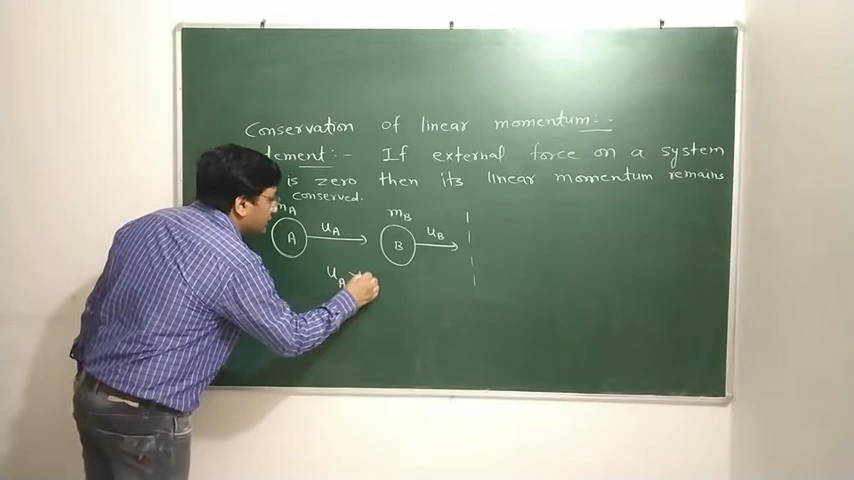 Conservation of linear momentum:-
tement:- If external force on a system
is zero then its linear momentum remains
conserved.
mA mB
A uA B uB
uA >